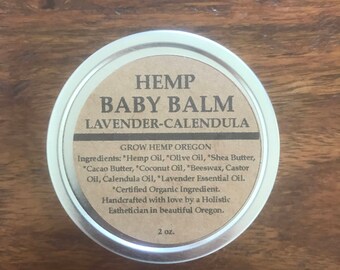 HEMP
BABY BALM
LAVENDER-CALENDULA
GROW HEMP OREGON
Ingredients: *Hemp Oil, *Olive Oil, *Shea Butter,
*Cacao Butter, *Coconut Oil, *Beeswax, Castor
Oil, Calendula Oil, *Lavender Essential Oil.
*Certified Organic Ingredient.
Handcrafted with love by a Holistic
Esthetician in beautiful Oregon.
2 oz.